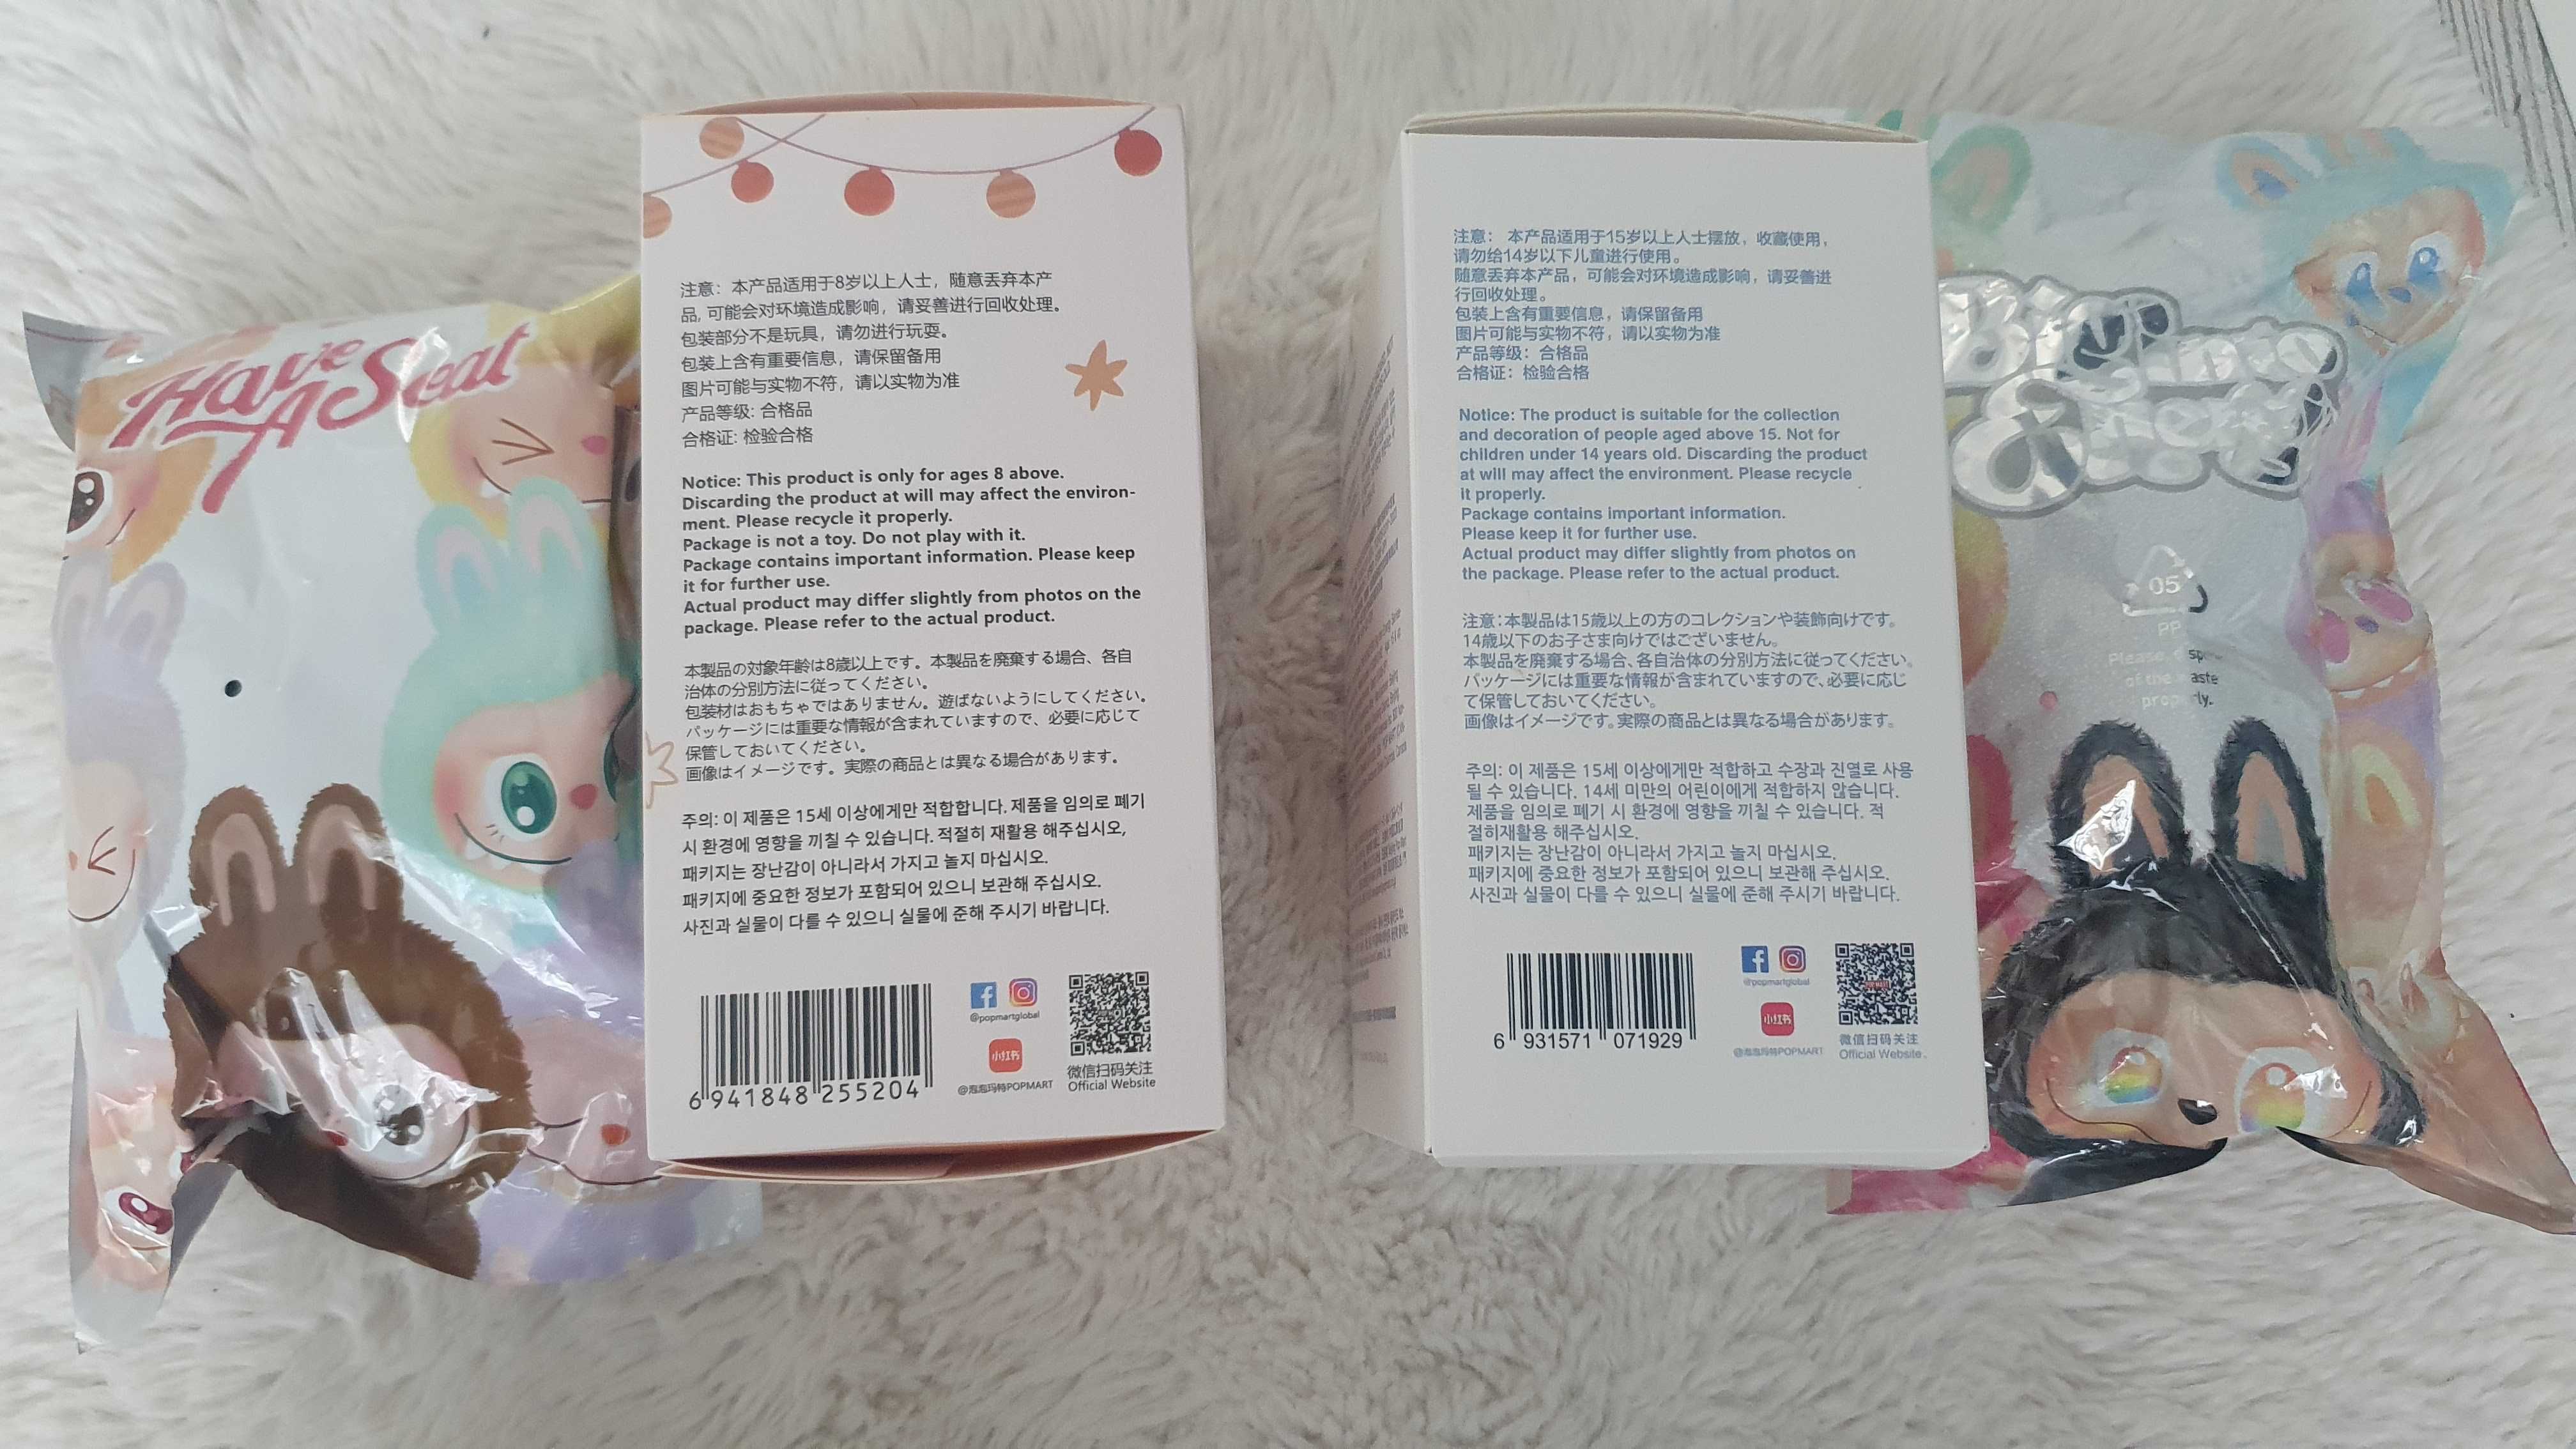 Have
A Seat
注意：本产品适用于8岁以上人士，随意丢弃本产
品, 可能会对环境造成影响，请妥善进行回收处理。
包装部分不是玩具，请勿进行玩耍。
包装上含有重要信息，请保留备用
图片可能与实物不符，请以实物为准
产品等级: 合格品
合格证: 检验合格
Notice: This product is only for ages 8 above.
Discarding the product at will may affect the environ-
ment. Please recycle it properly.
Package is not a toy. Do not play with it.
Package contains important information. Please keep
it for further use.
Actual product may differ slightly from photos on the
package. Please refer to the actual product.
本製品の対象年齢は8歳以上です。本製品を廃棄する場合、各自
治体の分別方法に従ってください。
包装材はおもちゃではありません。遊ばないようにしてください。
パッケージには重要な情報が含まれていますので、必要に応じて
保管しておいてください。
画像はイメージです。実際の商品とは異なる場合があります。
주의: 이 제품은 15세 이상에게만 적합합니다. 제품을 임의로 폐기
시 환경에 영향을 끼칠 수 있습니다. 적절히 재활용 해주십시오,
패키지는 장난감이 아니라서 가지고 놀지 마십시오.
패키지에 중요한 정보가 포함되어 있으니 보관해 주십시오.
사진과 실물이 다를 수 있으니 실물에 준해 주시기 바랍니다.
6 941848 255204
@popmartglobal
小红书
@泡泡玛特POPMART
微信扫码关注
Official Website
注意： 本产品适用于15岁以上人士摆放，收藏使用，
请勿给14岁以下儿童进行使用。
随意丢弃本产品，可能会对环境造成影响，请妥善进
行回收处理。
包装上含有重要信息，请保留备用
图片可能与实物不符，请以实物为准
产品等级：合格品
合格证：检验合格
Notice: The product is suitable for the collection
and decoration of people aged above 15. Not for
children under 14 years old. Discarding the product
at will may affect the environment. Please recycle
it properly.
Package contains important information.
Please keep it for further use.
Actual product may differ slightly from photos on
the package. Please refer to the actual product.
注意：本製品は15歳以上の方のコレクションや装飾向けです。
14歳以下のお子さま向けではございません。
本製品を廃棄する場合、各自治体の分別方法に従ってください。
パッケージには重要な情報が含まれていますので、必要に応じ
て保管しておいてください。
画像はイメージです。実際の商品とは異なる場合があります。
주의: 이 제품은 15세 이상에게만 적합하고 수장과 진열로 사용
될 수 있습니다. 14세 미만의 어린이에게 적합하지 않습니다.
제품을 임의로 폐기 시 환경에 영향을 끼칠 수 있습니다. 적
절히재활용 해주십시오.
패키지는 장난감이 아니라서 가지고 놀지 마십시오.
패키지에 중요한 정보가 포함되어 있으니 보관해 주십시오.
사진과 실물이 다를 수 있으니 실물에 준해 주시기 바랍니다.
6 931571 071929
@popmartglobal
小红书
@泡泡玛特POPMART
POP MART
微信扫码关注
Official Website
05
PP
Please
of the
properly.